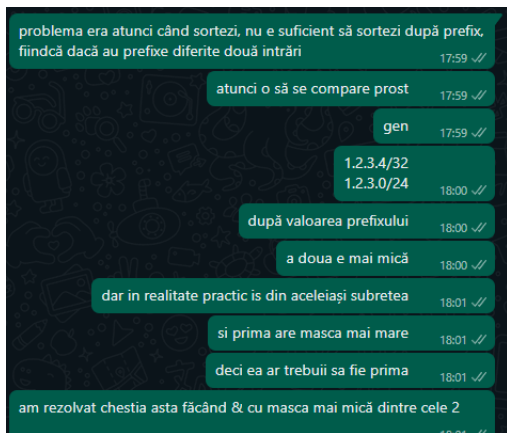 problema era atunci când sortezi, nu e suficient să sortezi după prefix,
fiindcă dacă au prefixe diferite două intrări
17:59
atunci o să se compare prost
17:59
gen
17:59
1.2.3.4/32
1.2.3.0/24
18:00
după valoarea prefixului
18:00
a doua e mai mică
18:00
dar in realitate practic is din aceleiași subretea
18:01
si prima are masca mai mare
18:01
deci ea ar trebuii sa fie prima
18:01
am rezolvat chestia asta făcând & cu masca mai mică dintre cele 2